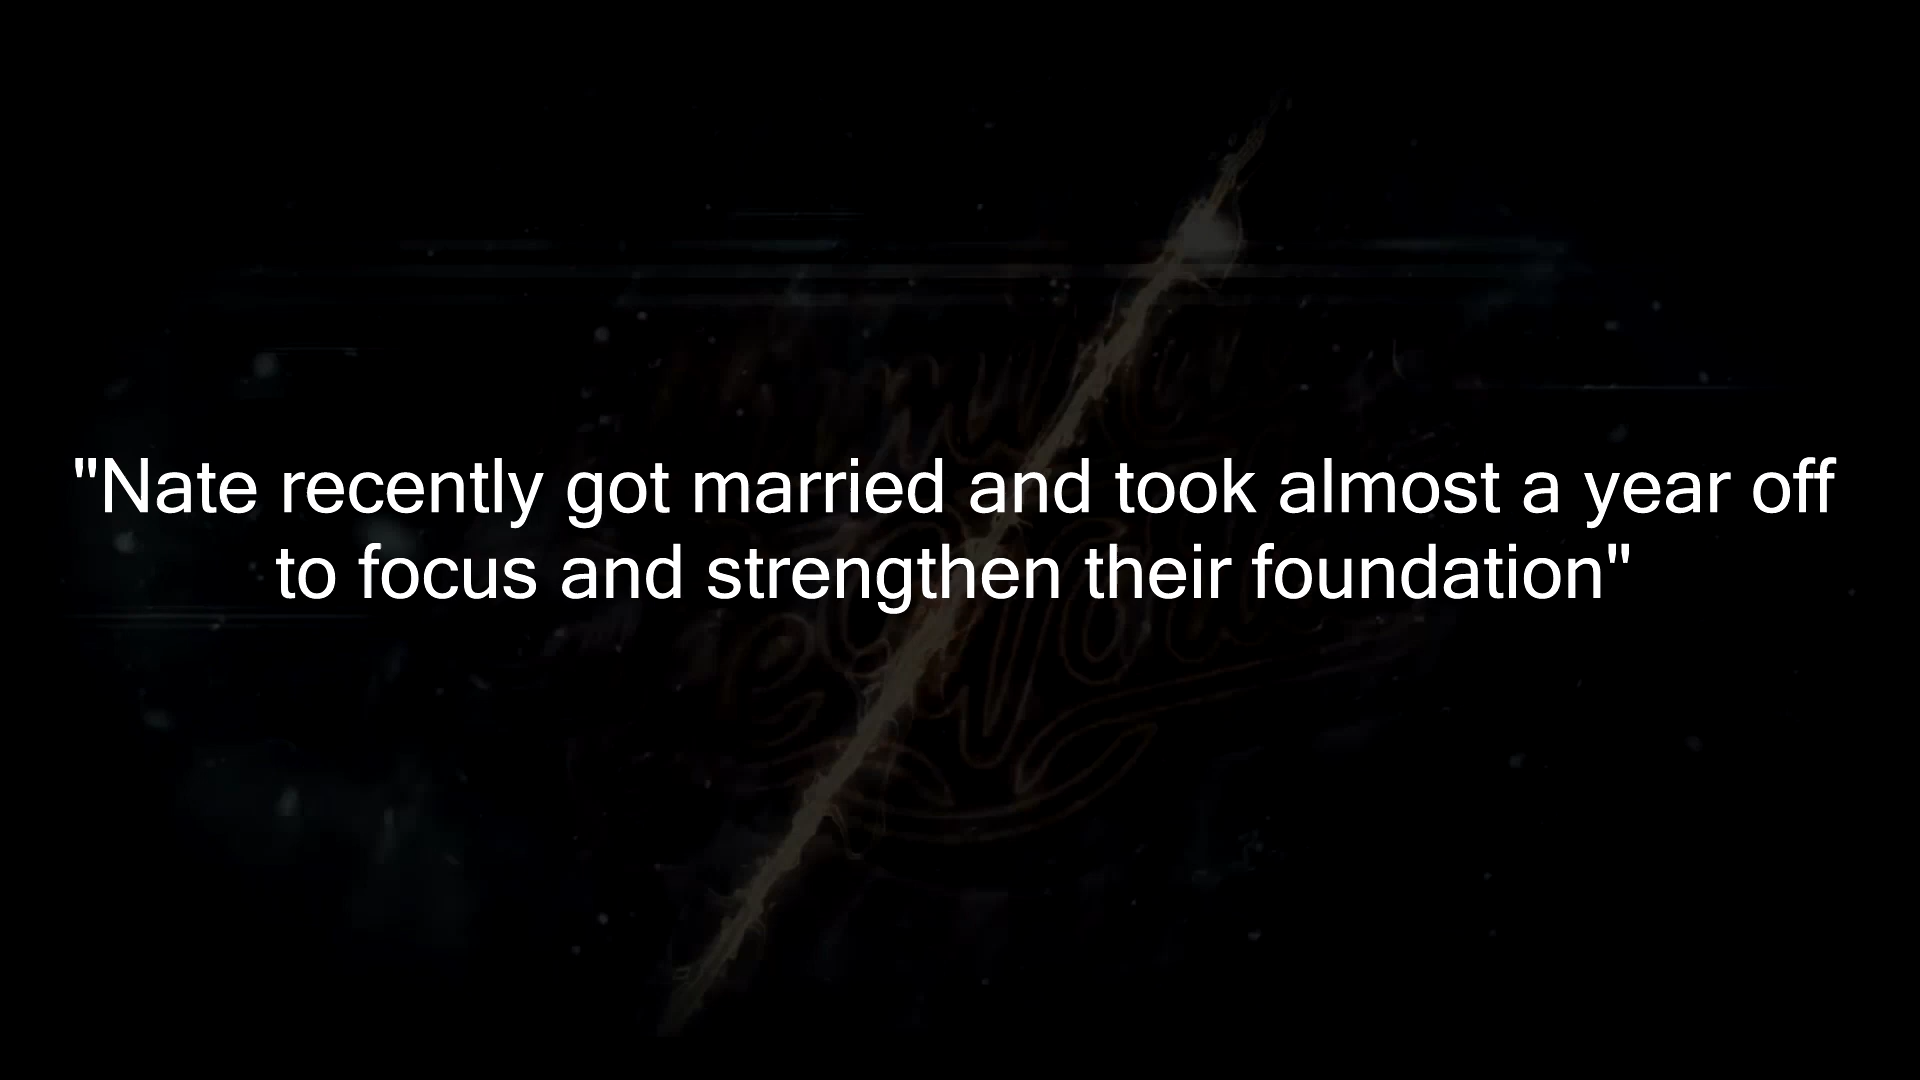 "Nate recently got married and took almost a year off
to focus and strengthen their foundation"